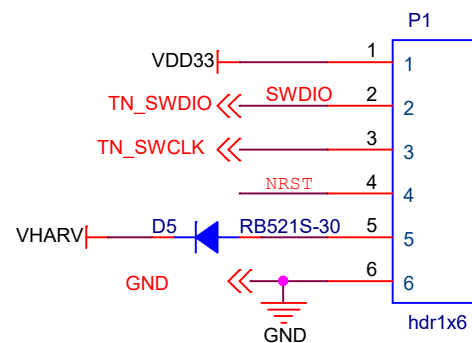 P1
VDD33 1 1
TN_SWDIO SWDIO 2 2
TN_SWCLK 3 3
NRST 4 4
VHARV D5 RB521S-30 5 5
GND 6 6
GND
hdr1x6